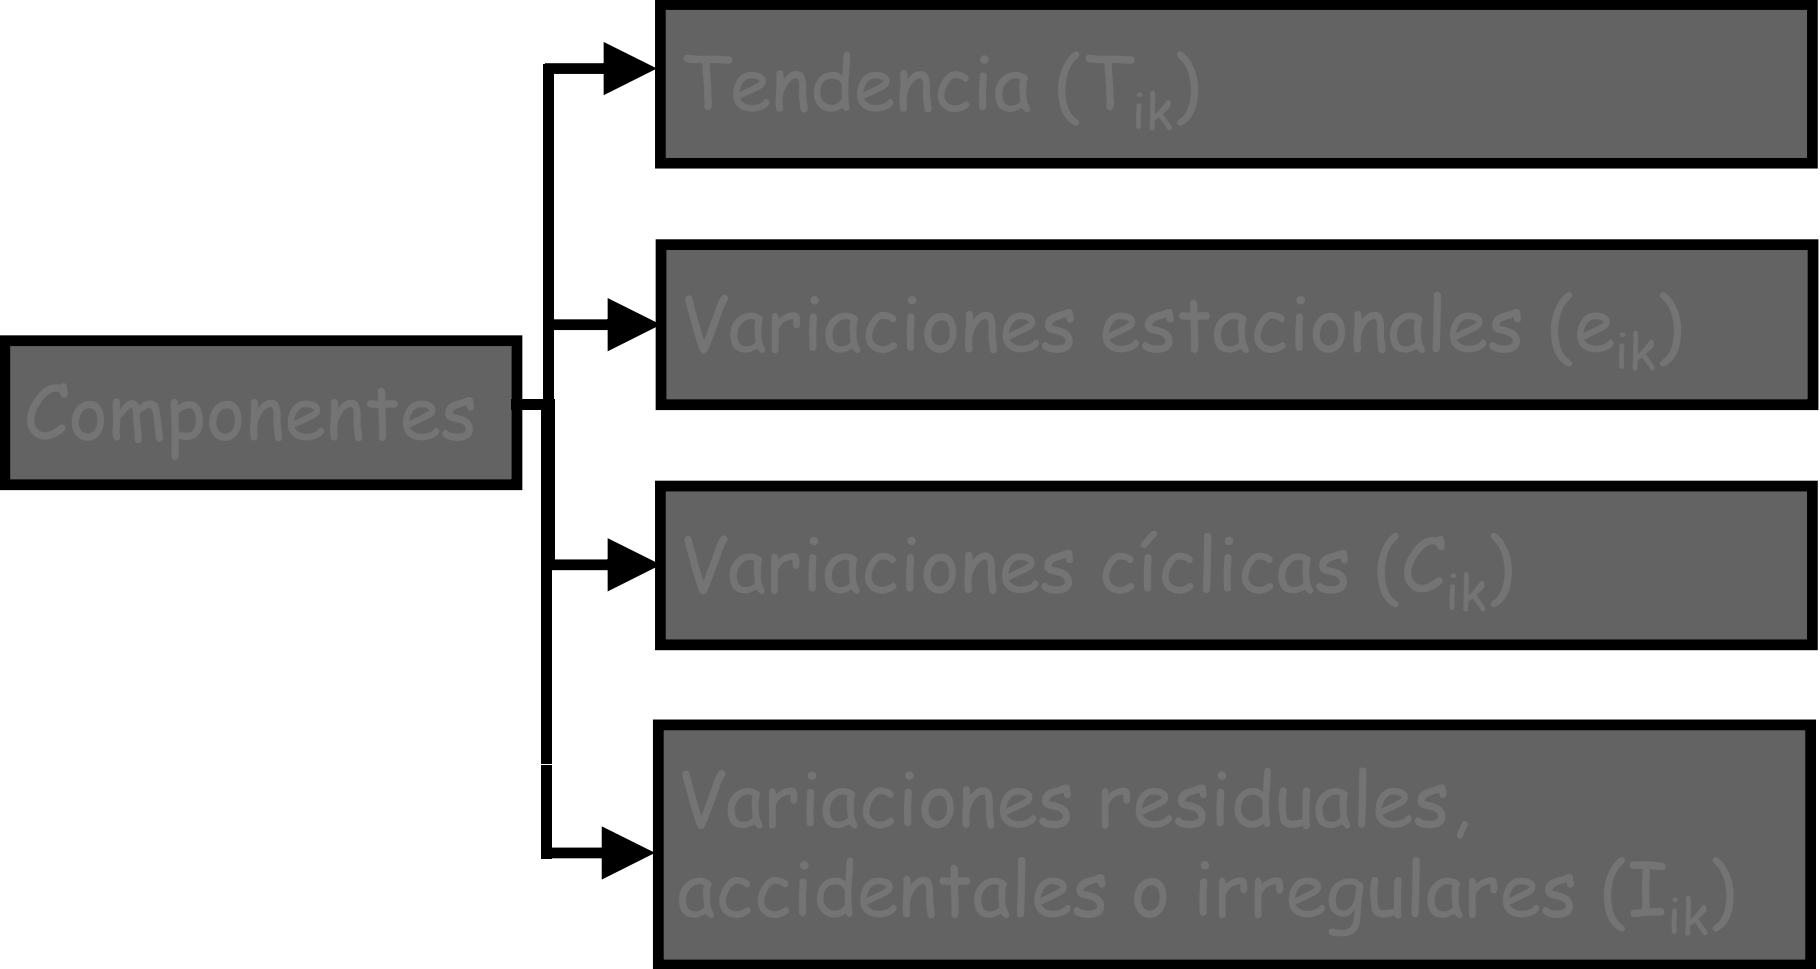 Tendencia (Tik)
Variaciones estacionales (eik)
Componentes
Variaciones cíclicas (Cik)
Variaciones residuales,
accidentales o irregulares (Iik)